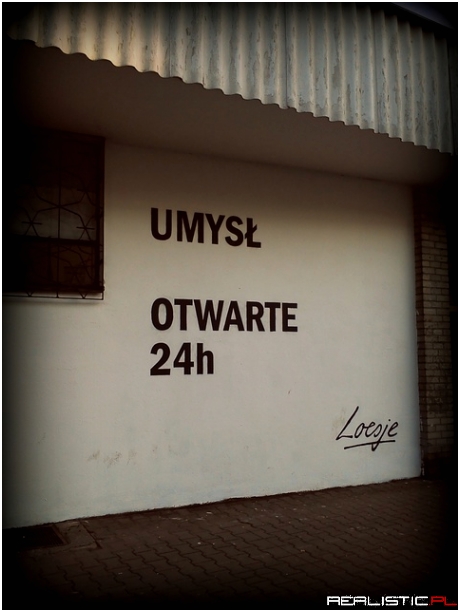 UMYSŁ
OTWARTE
24h
Loesje
REALISTIC.PL